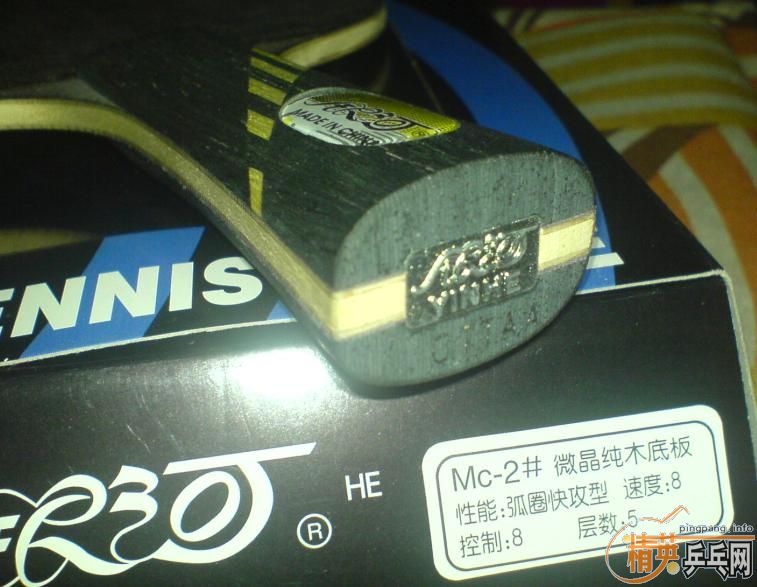 MADE IN CHINA
YINHE
ENNIS
HE
®
Mc-2# 微晶纯木底板
性能:弧圈快攻型 速度:8
控制:8 层数:5
pingpang.info
精英乒乓网